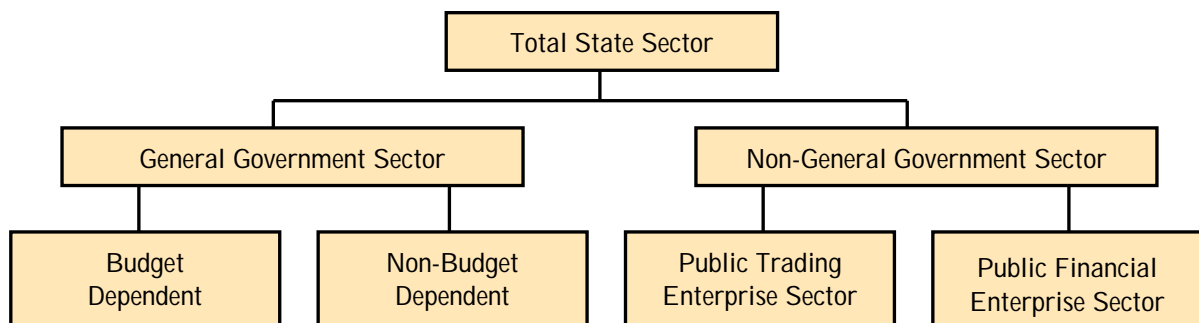 Total State Sector
General Government Sector
Non-General Government Sector
Budget
Dependent
Non-Budget
Dependent
Public Trading
Enterprise Sector
Public Financial
Enterprise Sector